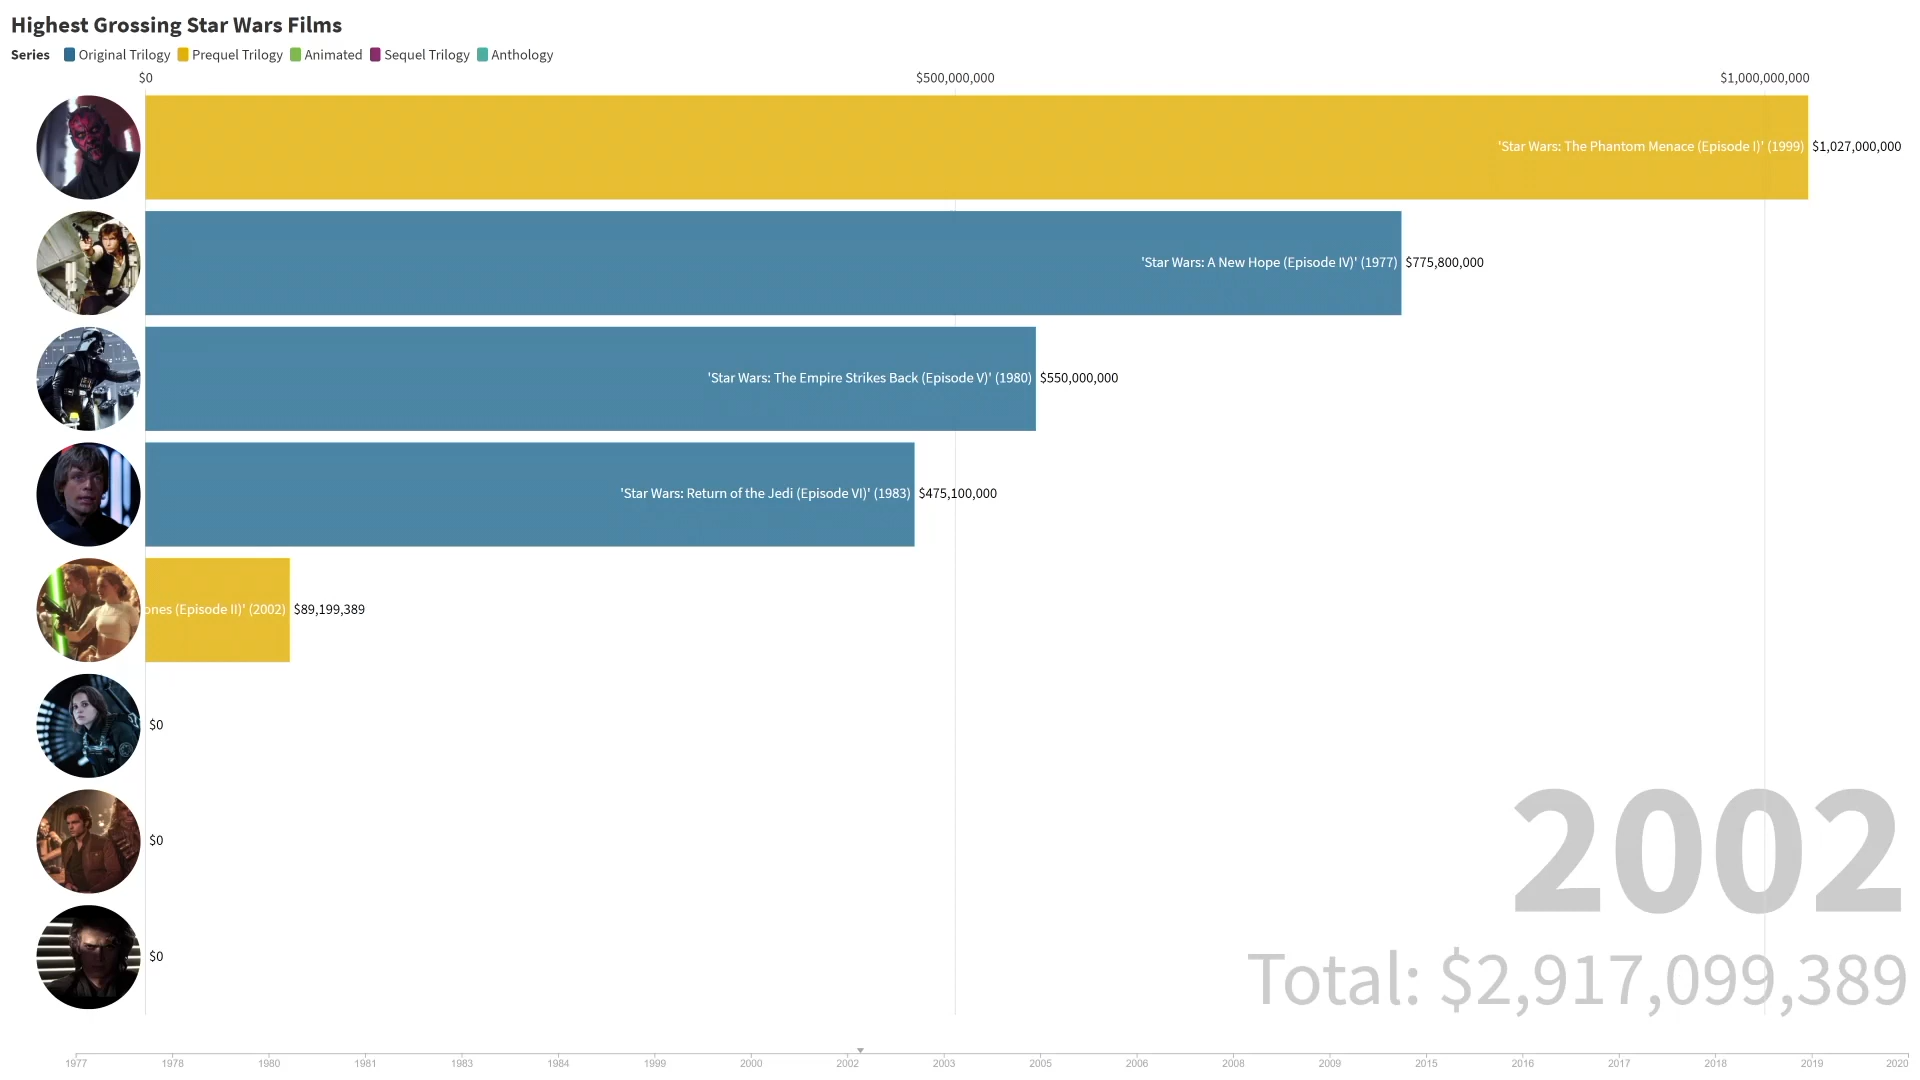 Highest Grossing Star Wars Films
Series Original Trilogy Prequel Trilogy Animated Sequel Trilogy Anthology
$0 $500,000,000 $1,000,000,000
'Star Wars: The Phantom Menace (Episode I)' (1999) $1,027,000,000
'Star Wars: A New Hope (Episode IV)' (1977) $775,800,000
'Star Wars: The Empire Strikes Back (Episode V)' (1980) $550,000,000
'Star Wars: Return of the Jedi (Episode VI)' (1983) $475,100,000
ones (Episode II)' (2002) $89,199,389
$0
$0
$0
2002
Total: $2,917,099,389
1977 1978 1980 1981 1983 1984 1999 2000 2002 2003 2005 2006 2008 2009 2015 2016 2017 2018 2019 2020